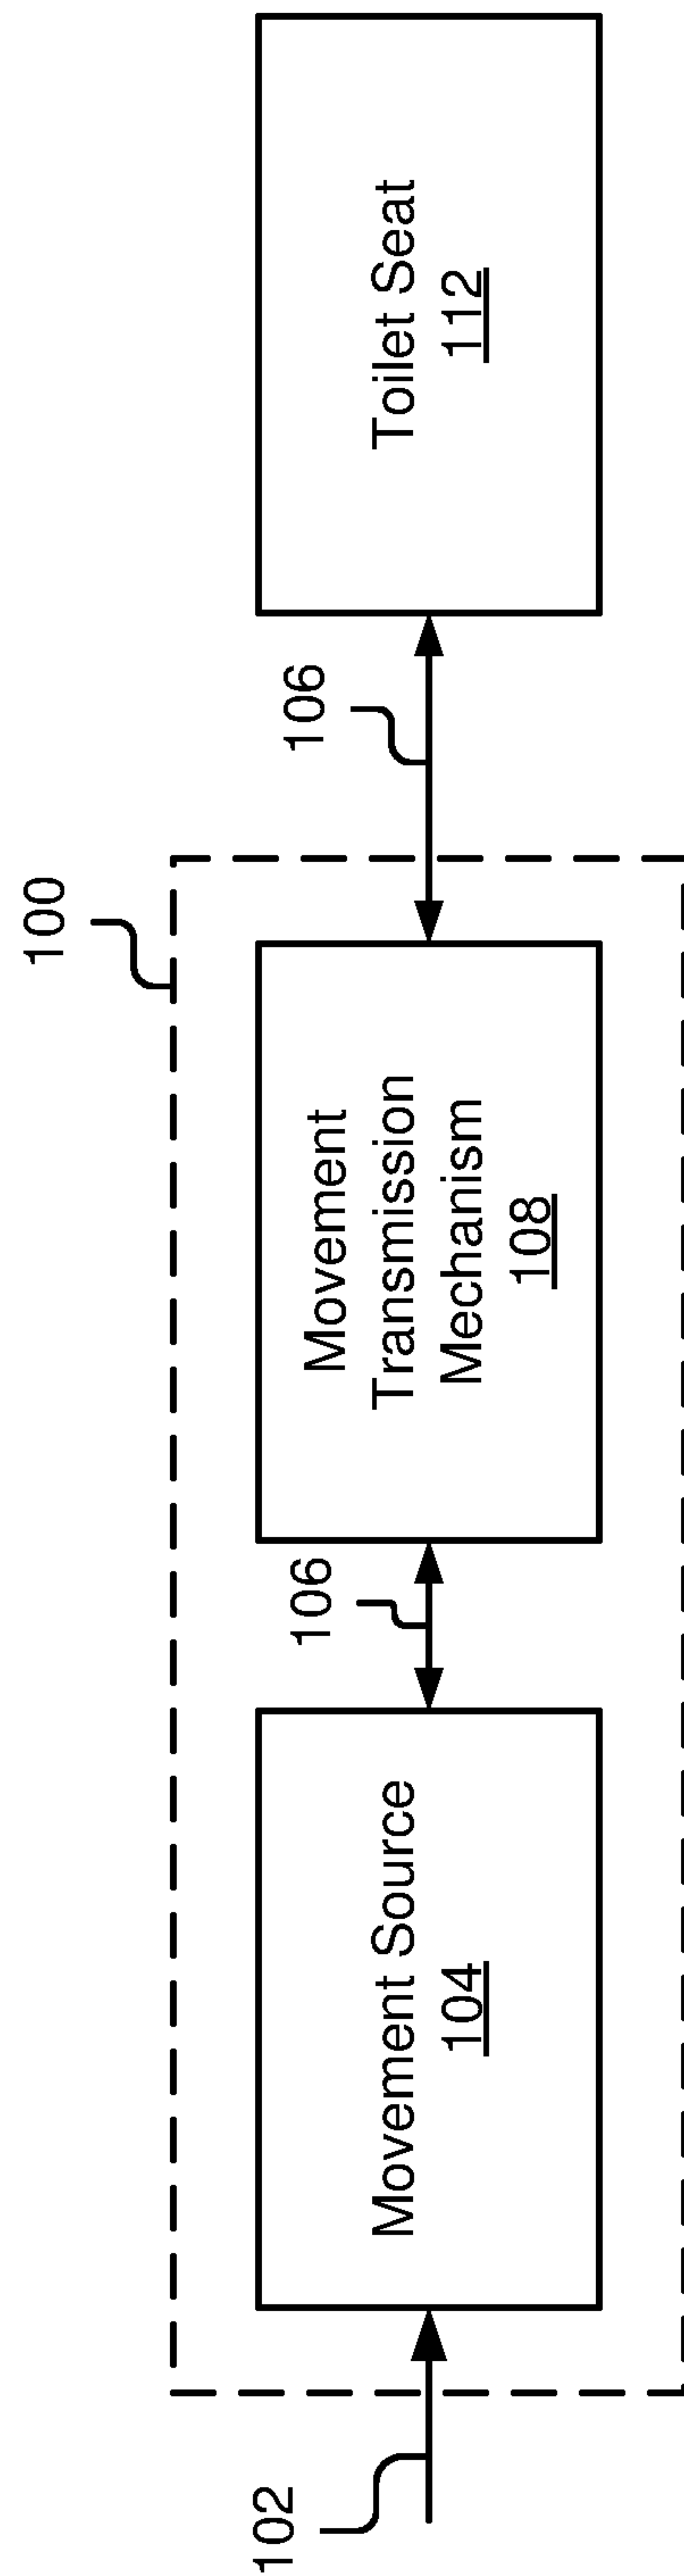 100
102
Movement Source
104
106
Movement
Transmission
Mechanism
108
106
Toilet Seat
112